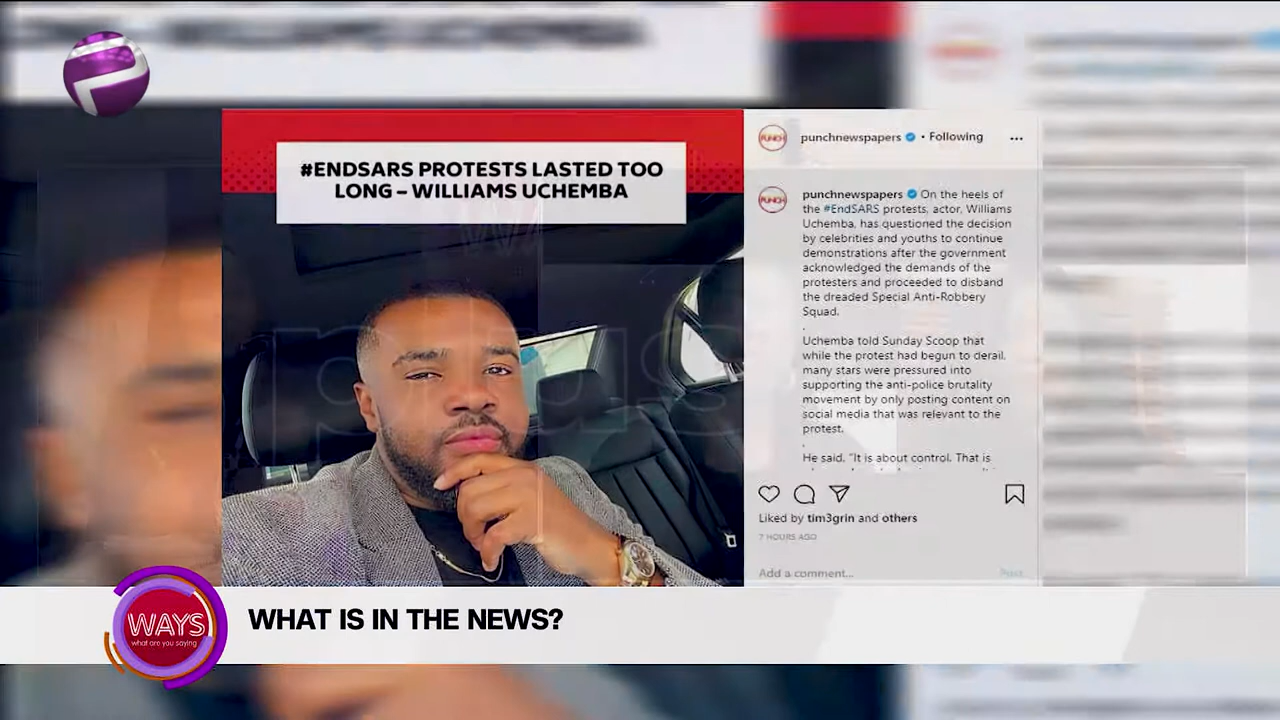 #ENDSARS PROTESTS LASTED TOO
LONG – WILLIAMS UCHEMBA
punchnewspapers • Following
...
PUNCH
punchnewspapers On the heels of
the #EndSARS protests, actor, Williams
Uchemba, has questioned the decision
by celebrities and youths to continue
demonstrations after the government
acknowledged the demands of the
protesters and proceeded to disband
the dreaded Special Anti-Robbery
Squad.
.
Uchemba told Sunday Scoop that
while the protest had begun to derail,
many stars were pressured into
supporting the anti-police brutality
movement by only posting content on
social media that was relevant to the
protest.
.
He said, "It is about control. That is
Liked by tim3grin and others
7 HOURS AGO
Add a comment...
Post
plus
WAYS
what are you saying
WHAT IS IN THE NEWS?